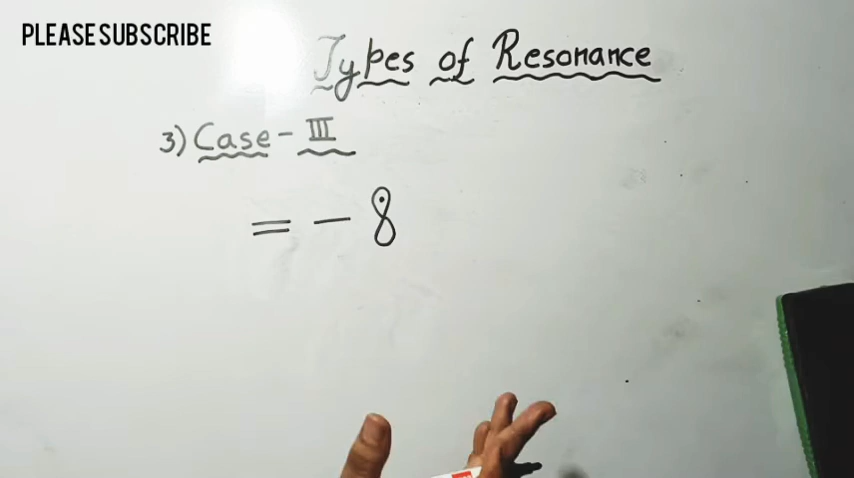 PLEASE SUBSCRIBE
Types of Resonance
3) Case - III
= - 8